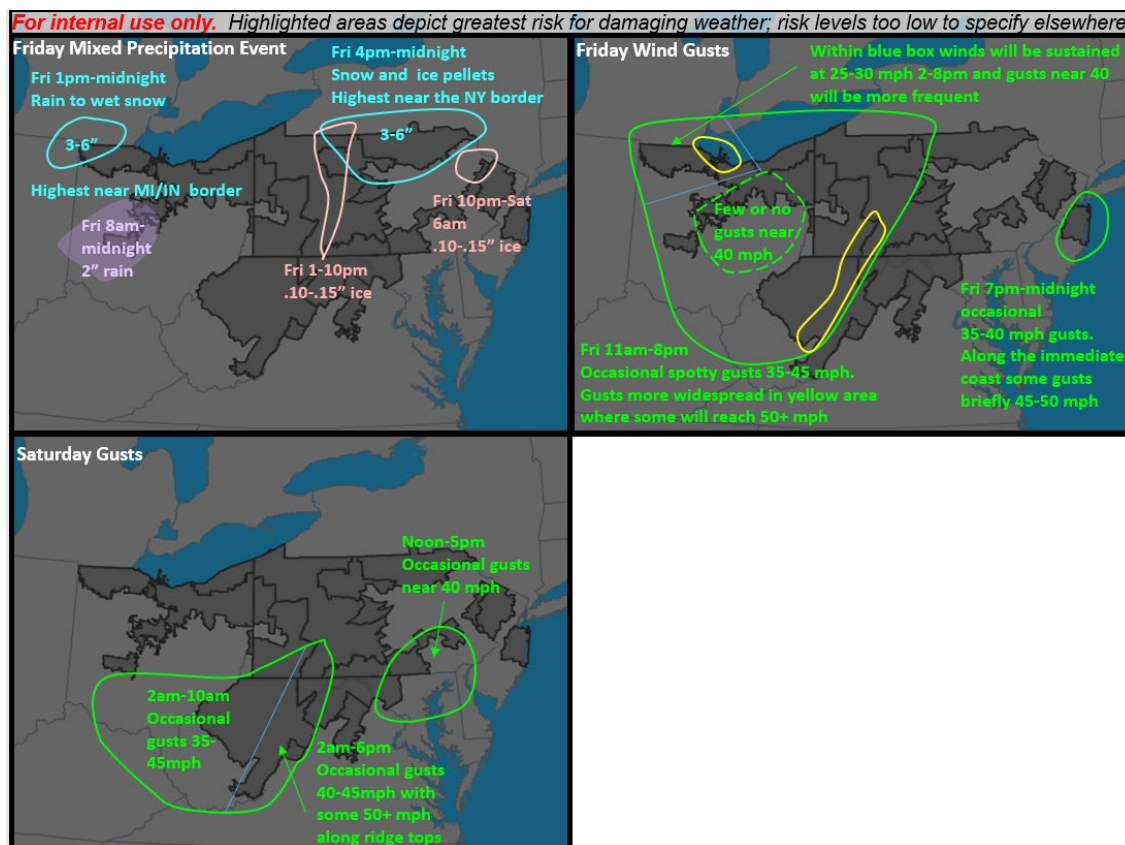 For internal use only. Highlighted areas depict greatest risk for damaging weather; risk levels too low to specify elsewhere
Friday Mixed Precipitation Event
Fri 1pm-midnight
Rain to wet snow
3-6”
Highest near MI/IN border
Fri 8am-
midnight
2” rain
Fri 4pm-midnight
Snow and ice pellets
Highest near the NY border
3-6”
Fri 10pm-Sat
6am
.10-.15” ice
Fri 1-10pm
.10-.15” ice
Friday Wind Gusts
Within blue box winds will be sustained
at 25-30 mph 2-8pm and gusts near 40
will be more frequent
Few or no
gusts near
40 mph
Fri 11am-8pm
Occasional spotty gusts 35-45 mph.
Gusts more widespread in yellow area
where some will reach 50+ mph
Fri 7pm-midnight
occasional
35-40 mph gusts.
Along the immediate
coast some gusts
briefly 45-50 mph
Saturday Gusts
Noon-5pm
Occasional gusts
near 40 mph
2am-10am
Occasional
gusts 35-
45mph
2am-6pm
Occasional gusts
40-45mph with
some 50+ mph
along ridge tops